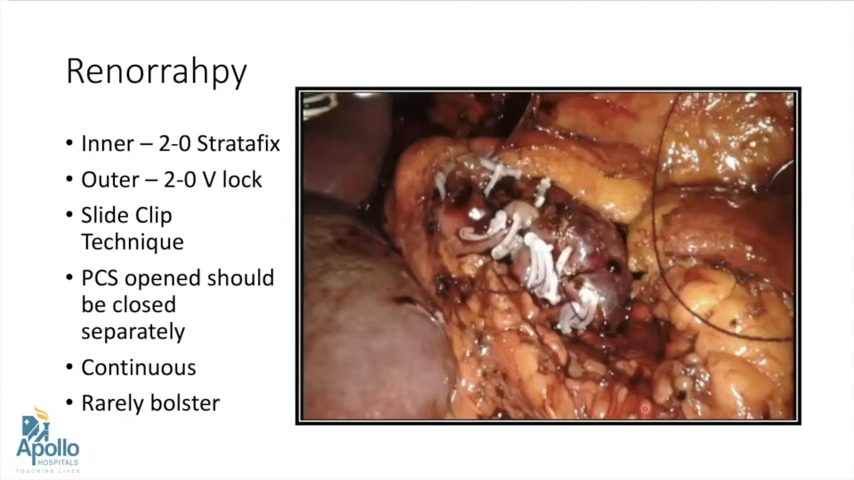 Renorrahpy
• Inner – 2-0 Stratafix
• Outer – 2-0 V lock
• Slide Clip
Technique
• PCS opened should
be closed
separately
• Continuous
• Rarely bolster
Apollo
HOSPITALS
TOUCHING LIVES